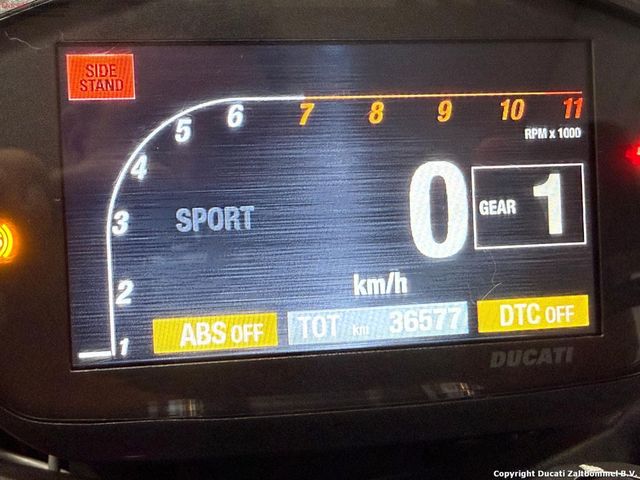 SIDE
STAND
5 6 7 8 9 10 11
RPM x 1000
4
3
SPORT
0
GEAR 1
2
km/h
ABS OFF
TOT km 36577
DTC OFF
1
DUCATI
Copyright Ducati Zaltbommel B.V.